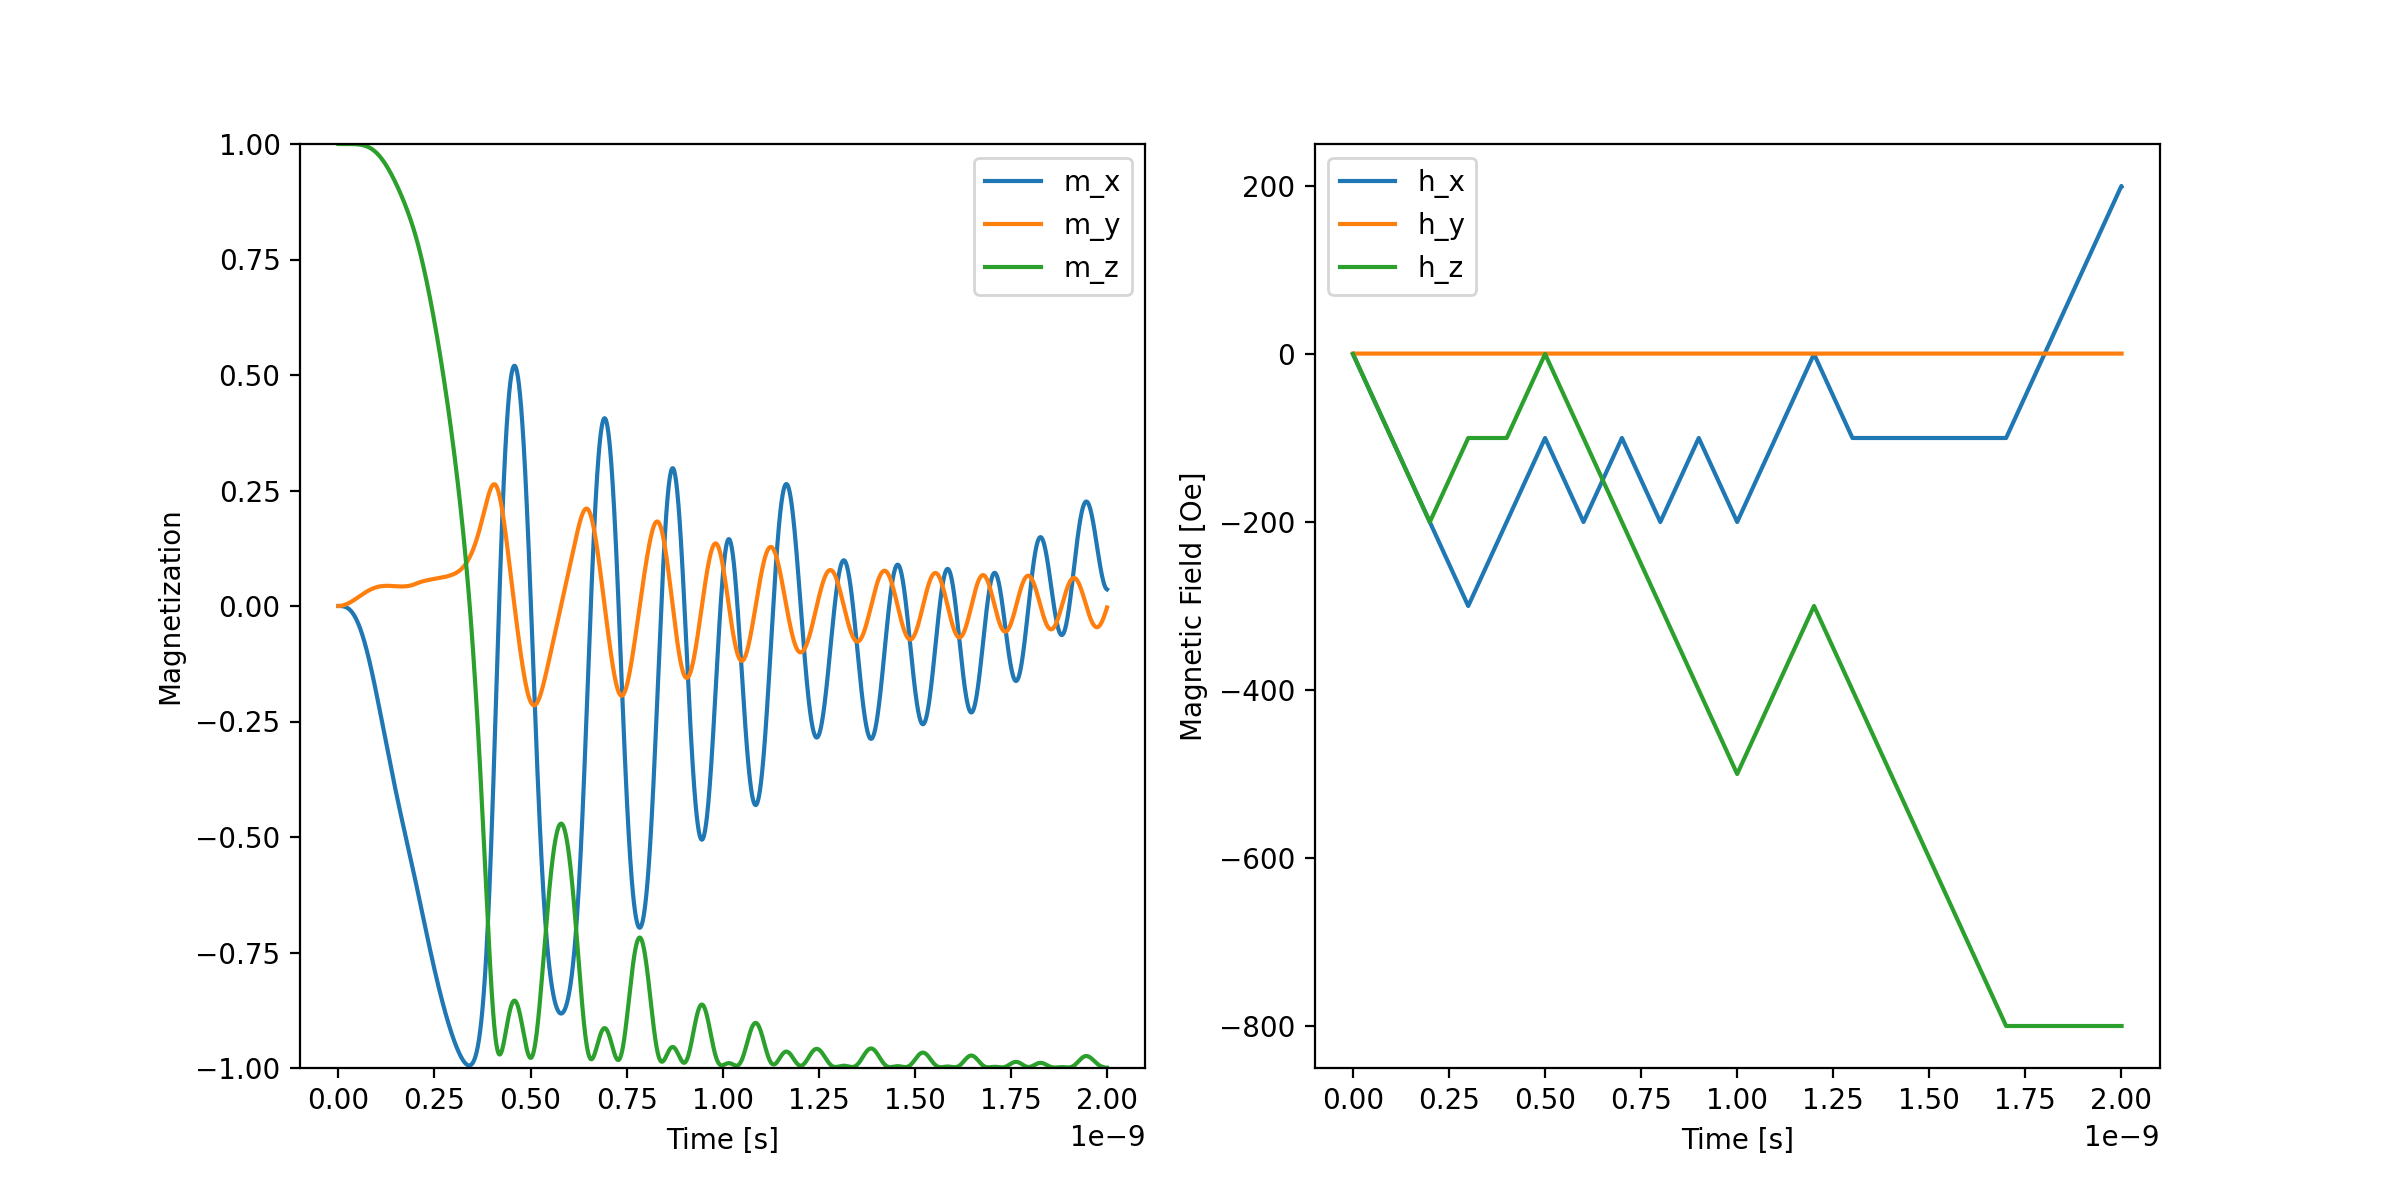 1.00
0.75
0.50
0.25
0.00
−0.25
−0.50
−0.75
−1.00
Magnetization
m_x
m_y
m_z
0.00 0.25 0.50 0.75 1.00 1.25 1.50 1.75 2.00
Time [s]
1e−9
200
0
−200
−400
−600
−800
Magnetic Field [Oe]
h_x
h_y
h_z
0.00 0.25 0.50 0.75 1.00 1.25 1.50 1.75 2.00
Time [s]
1e−9